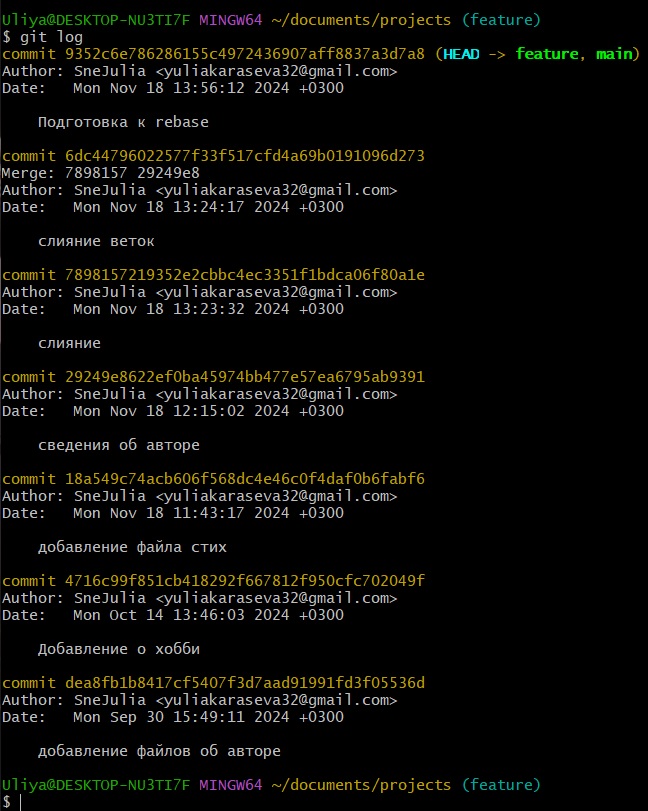 Uliya@DESKTOP-NU3TI7F MINGW64 ~/documents/projects (feature)
$ git log
commit 9352c6e786286155c4972436907aff8837a3d7a8 (HEAD -> feature, main)
Author: SneJulia <yuliakaraseva32@gmail.com>
Date:   Mon Nov 18 13:56:12 2024 +0300
Подготовка к rebase
commit 6dc44796022577f33f517cfd4a69b0191096d273
Merge: 7898157 29249e8
Author: SneJulia <yuliakaraseva32@gmail.com>
Date:   Mon Nov 18 13:24:17 2024 +0300
слияние веток
commit 7898157219352e2cbbc4ec3351f1bdca06f80a1e
Author: SneJulia <yuliakaraseva32@gmail.com>
Date:   Mon Nov 18 13:23:32 2024 +0300
слияние
commit 29249e8622ef0ba45974bb477e57ea6795ab9391
Author: SneJulia <yuliakaraseva32@gmail.com>
Date:   Mon Nov 18 12:15:02 2024 +0300
сведения об авторе
commit 18a549c74acb606f568dc4e46c0f4daf0b6fabf6
Author: SneJulia <yuliakaraseva32@gmail.com>
Date:   Mon Nov 18 11:43:17 2024 +0300
добавление файла стих
commit 4716c99f851cb418292f667812f950cfc702049f
Author: SneJulia <yuliakaraseva32@gmail.com>
Date:   Mon Oct 14 13:46:03 2024 +0300
Добавление о хобби
commit dea8fb1b8417cf5407f3d7aad91991fd3f05536d
Author: SneJulia <yuliakaraseva32@gmail.com>
Date:   Mon Sep 30 15:49:11 2024 +0300
добавление файлов об авторе
Uliya@DESKTOP-NU3TI7F MINGW64 ~/documents/projects (feature)
$